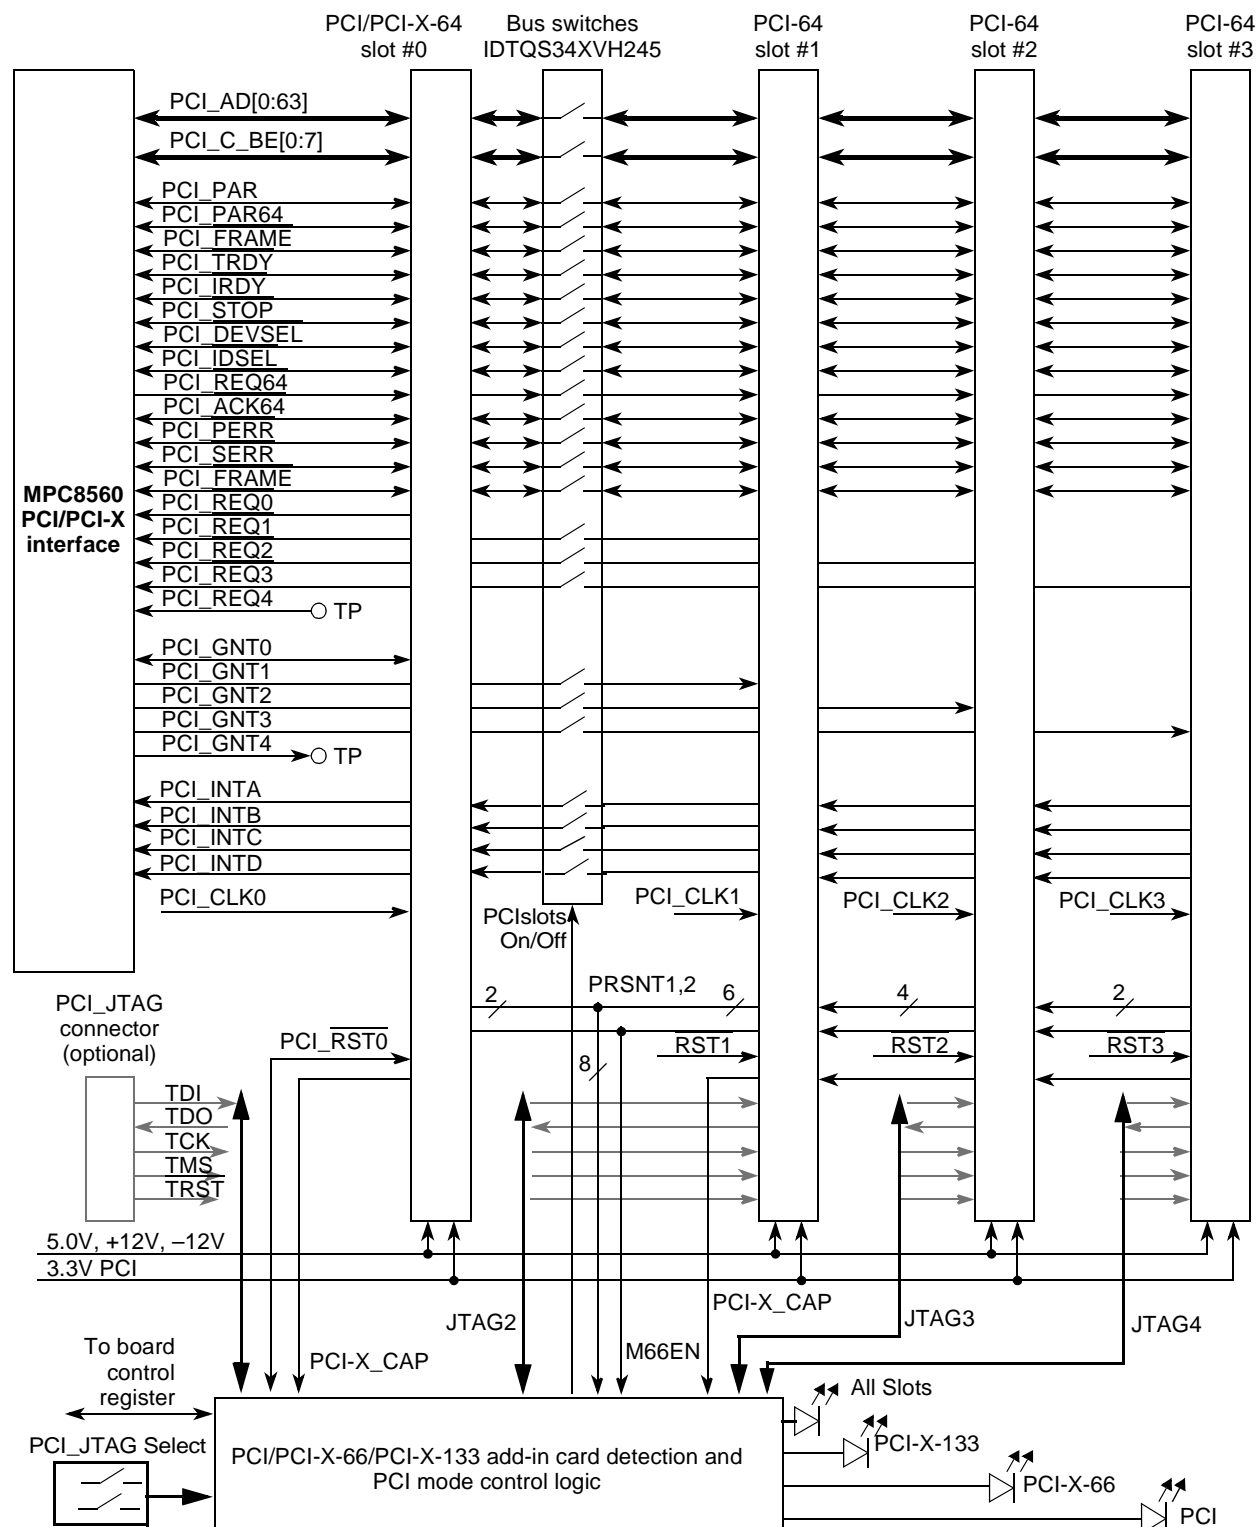 PCI/PCI-X-64
slot #0
Bus switches
IDTQS34XVH245
PCI-64
slot #1
PCI-64
slot #2
PCI-64
slot #3
PCI_AD[0:63]
PCI_C_BE[0:7]
PCI_PAR
PCI_PAR64
PCI_FRAME
PCI_TRDY
PCI_IRDY
PCI_STOP
PCI_DEVSEL
PCI_IDSEL
PCI_REQ64
PCI_ACK64
PCI_PERR
PCI_SERR
PCI_FRAME
MPC8560
PCI/PCI-X
interface
PCI_REQ0
PCI_REQ1
PCI_REQ2
PCI_REQ3
PCI_REQ4
TP
PCI_GNT0
PCI_GNT1
PCI_GNT2
PCI_GNT3
PCI_GNT4
TP
PCI_INTA
PCI_INTB
PCI_INTC
PCI_INTD
PCI_CLK0
PCIslots
On/Off
PCI_CLK1
PCI_CLK2
PCI_CLK3
PCI_JTAG
connector
(optional)
2
PRSNT1,2
6
4
2
PCI_RST0
8
RST1
RST2
RST3
TDI
TDO
TCK
TMS
TRST
5.0V, +12V, –12V
3.3V PCI
PCI-X_CAP
JTAG2
JTAG3
JTAG4
To board
control
register
PCI-X_CAP
M66EN
All Slots
PCI_JTAG Select
PCI/PCI-X-66/PCI-X-133 add-in card detection and
PCI mode control logic
PCI-X-133
PCI-X-66
PCI